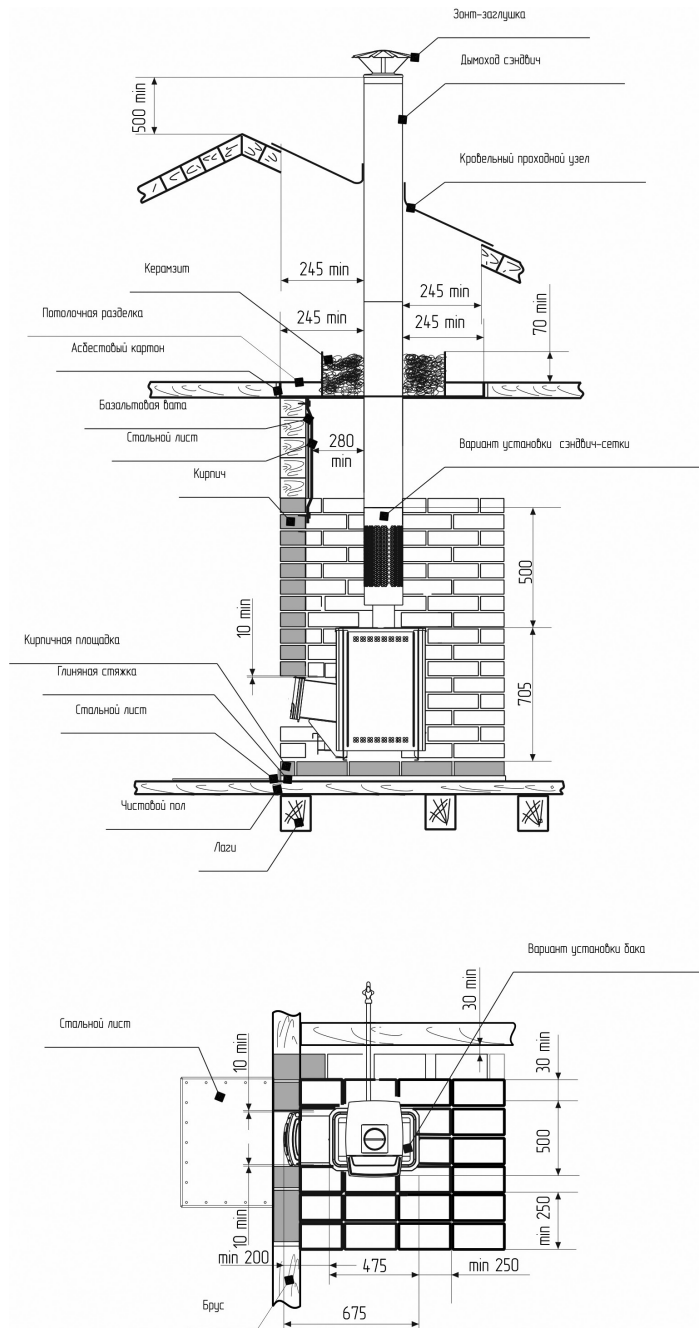 Зонт-заглушка
Дымоход сэндвич
500 min
Кровельный проходной узел
Керамзит
245 min
245 min
70 min
Потолочная разделка
245 min
245 min
Асбестовый картон
Базальтовая вата
Стальной лист
280
min
Вариант установки сэндвич-сетки
Кирпич
500
10 min
Кирпичная площадка
Глиняная стяжка
705
Стальной лист
Чистовой пол
Лаги
Вариант установки бака
30 min
Стальной лист
10 min
30 min
500
10 min
min 250
min 200
475
min 250
Брус
675